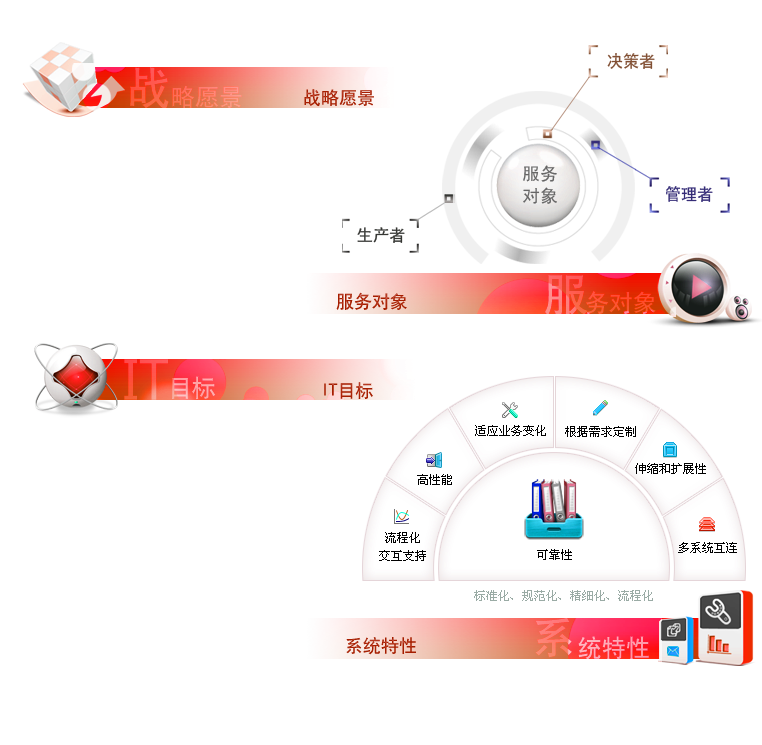 决策者
战略愿景
战略愿景
服务
对象
管理者
生产者
服务对象
服务对象
IT目标
IT目标
适应业务变化
根据需求定制
高性能
伸缩和扩展性
流程化
交互支持
可靠性
多系统互连
标准化、规范化、精细化、流程化
系统特性
系统特性